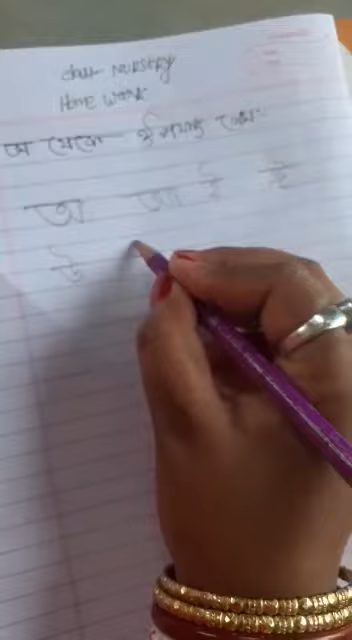 class- NURSERY
Home work
অ থেকে ঈ পর্যন্ত লেখ:-
অ আ ই ঈ
উ